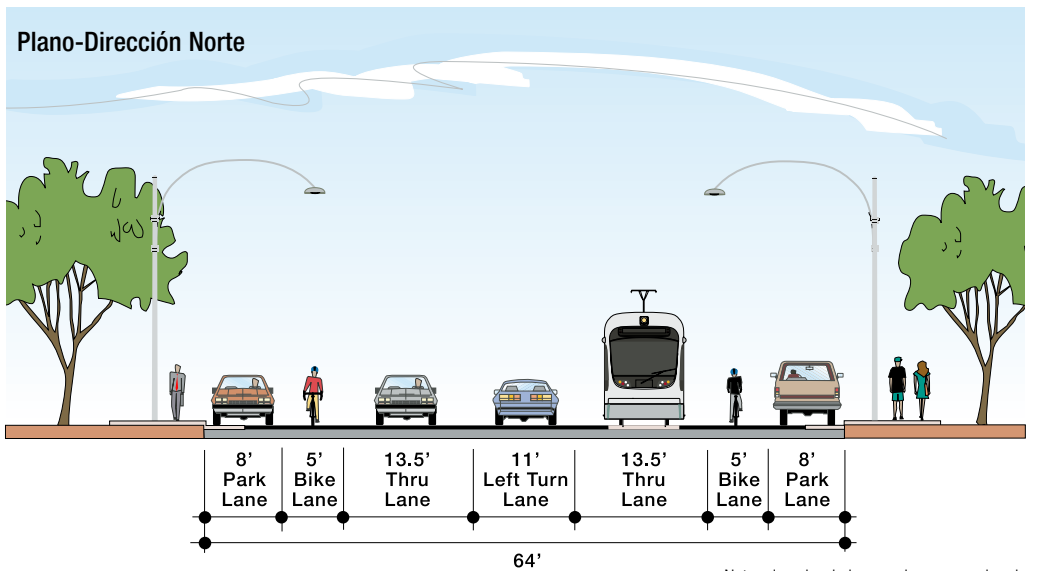 Plano-Dirección Norte
8’ 5’ 13.5’ 11’ 13.5’ 5’ 8’
Park Bike Thru Left Turn Thru Bike Park
Lane Lane Lane Lane Lane Lane Lane
64’